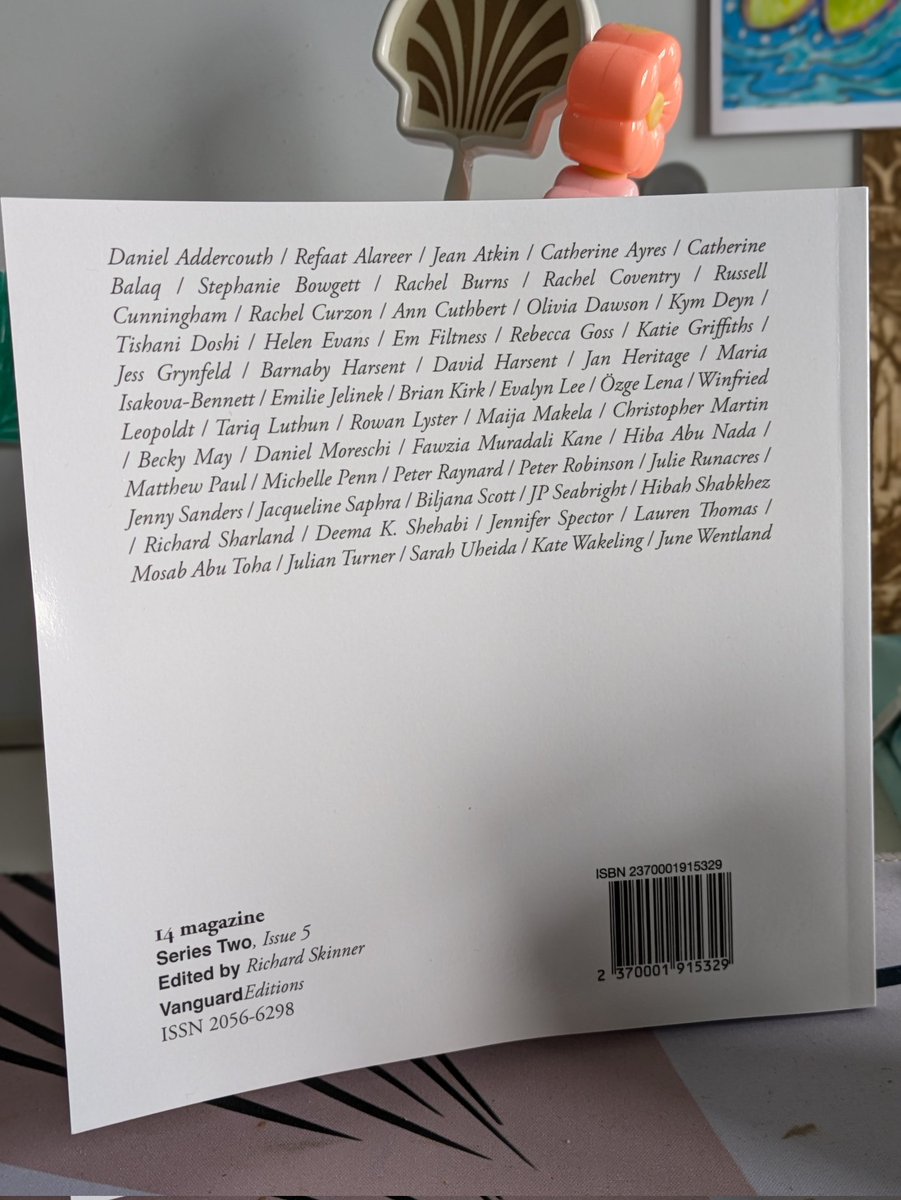 Daniel Addercouth / Refaat Alareer / Jean Atkin / Catherine Ayres / Catherine
Balaq / Stephanie Bowgett / Rachel Burns / Rachel Coventry / Russell
Cunningham / Rachel Curzon / Ann Cuthbert / Olivia Dawson / Kym Deyn /
Tishani Doshi / Helen Evans / Em Filtness / Rebecca Goss / Katie Griffiths /
Jess Grynfeld / Barnaby Harsent / David Harsent / Jan Heritage / Maria
Isakova-Bennett / Emilie Jelinek / Brian Kirk / Evalyn Lee / Özge Lena / Winfried
Leopoldt / Tariq Luthun / Rowan Lyster / Maija Makela / Christopher Martin
/ Becky May / Daniel Moreschi / Fawzia Muradali Kane / Hiba Abu Nada /
Matthew Paul / Michelle Penn / Peter Raynard / Peter Robinson / Julie Runacres /
Jenny Sanders / Jacqueline Saphra / Biljana Scott / JP Seabright / Hibah Shabkhez
/ Richard Sharland / Deema K. Shehabi / Jennifer Spector / Lauren Thomas /
Mosab Abu Toha / Julian Turner / Sarah Uheida / Kate Wakeling / June Wentland
14 magazine
Series Two, Issue 5
Edited by Richard Skinner
VanguardEditions
ISSN 2056-6298
ISBN 2370001915329
2 370001 915329